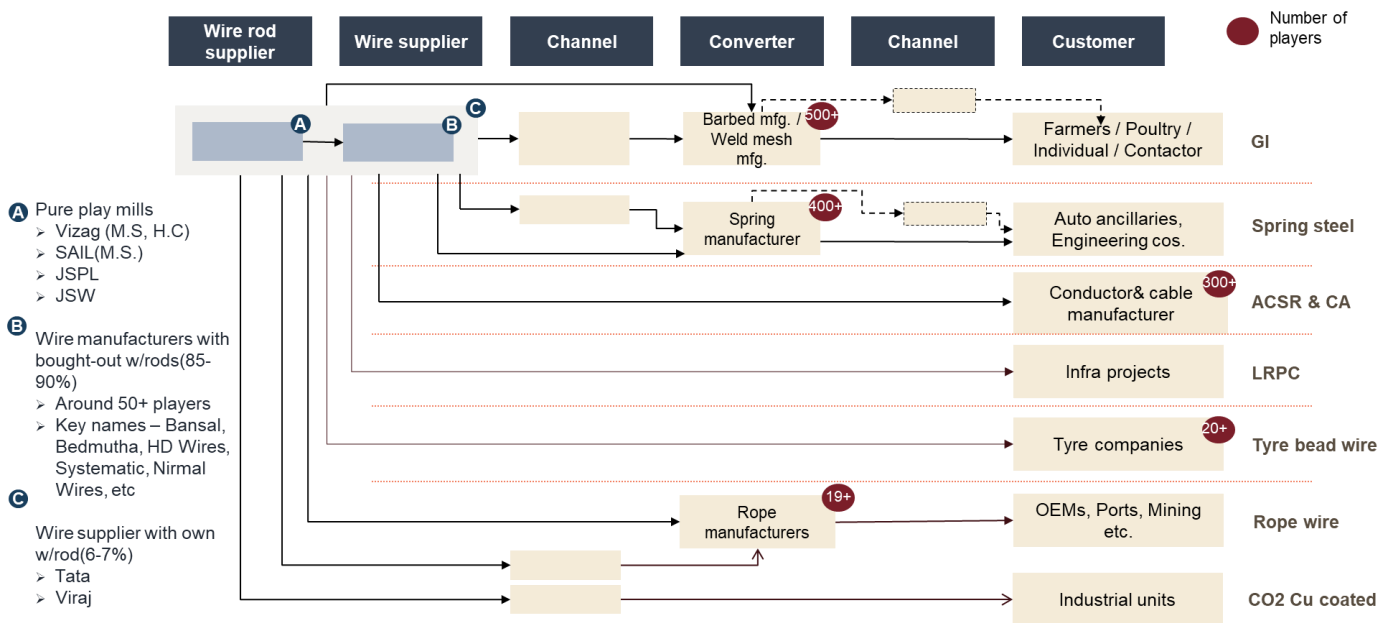 Wire rod
supplier
Wire supplier
Channel
Converter
Channel
Customer
Number of
players
A
B
C
Barbed mfg. /
Weld mesh
mfg.
500+
Farmers / Poultry /
Individual / Contactor
GI
Spring
manufacturer
400+
Auto ancillaries,
Engineering cos.
Spring steel
Conductor& cable
manufacturer
300+
ACSR & CA
Infra projects
LRPC
Tyre companies
20+
Tyre bead wire
Rope
manufacturers
19+
OEMs, Ports, Mining
etc.
Rope wire
Industrial units
CO2 Cu coated
A
Pure play mills
Vizag (M.S, H.C)
SAIL(M.S.)
JSPL
JSW
B
Wire manufacturers with
bought-out w/rods(85-
90%)
Around 50+ players
Key names – Bansal,
Bedmutha, HD Wires,
Systematic, Nirmal
Wires, etc
C
Wire supplier with own
w/rod(6-7%)
Tata
Viraj